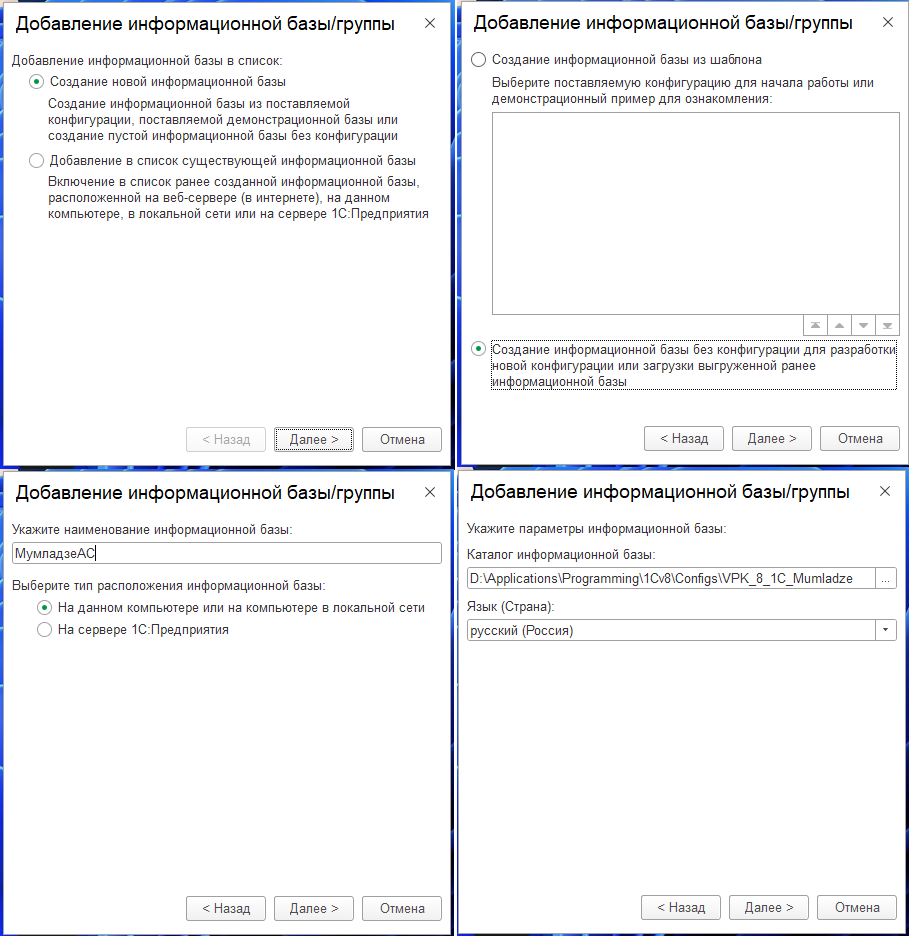 Добавление информационной базы/группы
Добавление информационной базы в список:
Создание новой информационной базы
Создание информационной базы из поставляемой
конфигурации, поставляемой демонстрационной базы или
создание пустой информационной базы без конфигурации
Добавление в список существующей информационной базы
Включение в список ранее созданной информационной базы,
расположенной на веб-сервере (в интернете), на данном
компьютере, в локальной сети или на сервере 1С:Предприятия
< Назад
Далее >
Отмена
Добавление информационной базы/группы
Создание информационной базы из шаблона
Выберите поставляемую конфигурацию для начала работы или
демонстрационный пример для ознакомления:
Создание информационной базы без конфигурации для разработки
новой конфигурации или загрузки выгруженной ранее
информационной базы
< Назад
Далее >
Отмена
Добавление информационной базы/группы
Укажите наименование информационной базы:
МумладзеАС
Выберите тип расположения информационной базы:
На данном компьютере или на компьютере в локальной сети
На сервере 1С:Предприятия
< Назад
Далее >
Отмена
Добавление информационной базы/группы
Укажите параметры информационной базы:
Каталог информационной базы:
D:\Applications\Programming\1Cv8\Configs\VPK_8_1C_Mumladze
...
Язык (Страна):
русский (Россия)
< Назад
Далее >
Отмена